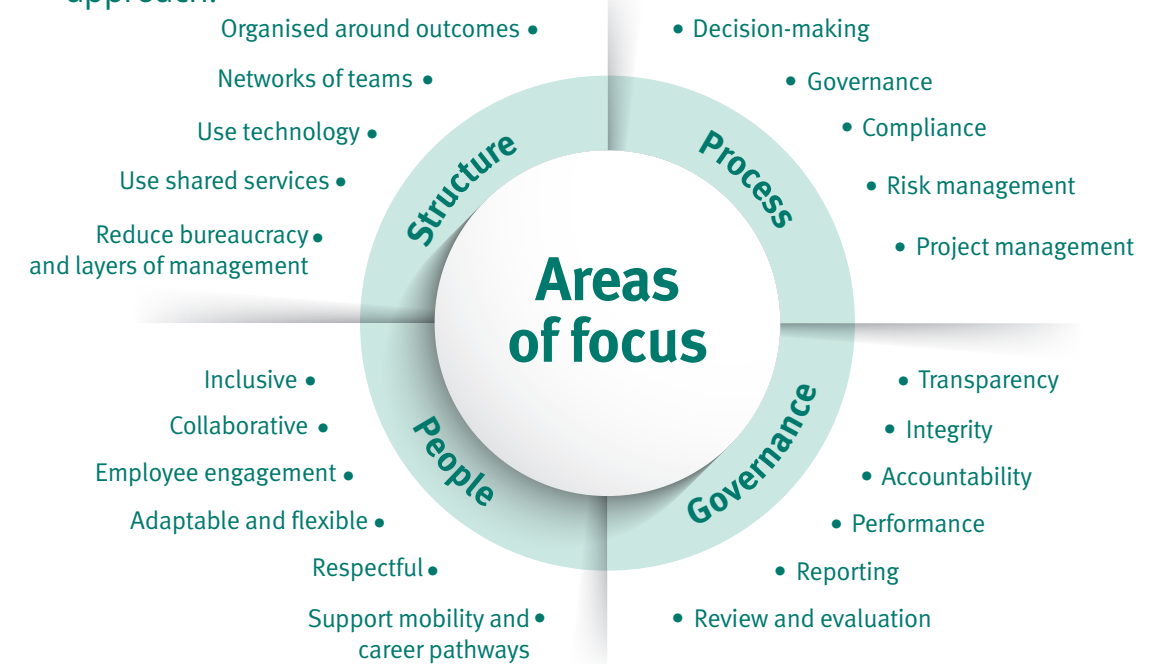 approach.
Organised around outcomes •
Networks of teams •
Use technology •
Use shared services •
Reduce bureaucracy •
and layers of management
Structure
• Decision-making
• Governance
• Compliance
• Risk management
• Project management
Process
Areas
of focus
Inclusive •
Collaborative •
Employee engagement •
Adaptable and flexible •
Respectful •
Support mobility and •
career pathways
People
• Transparency
• Integrity
• Accountability
• Performance
• Reporting
• Review and evaluation
Governance